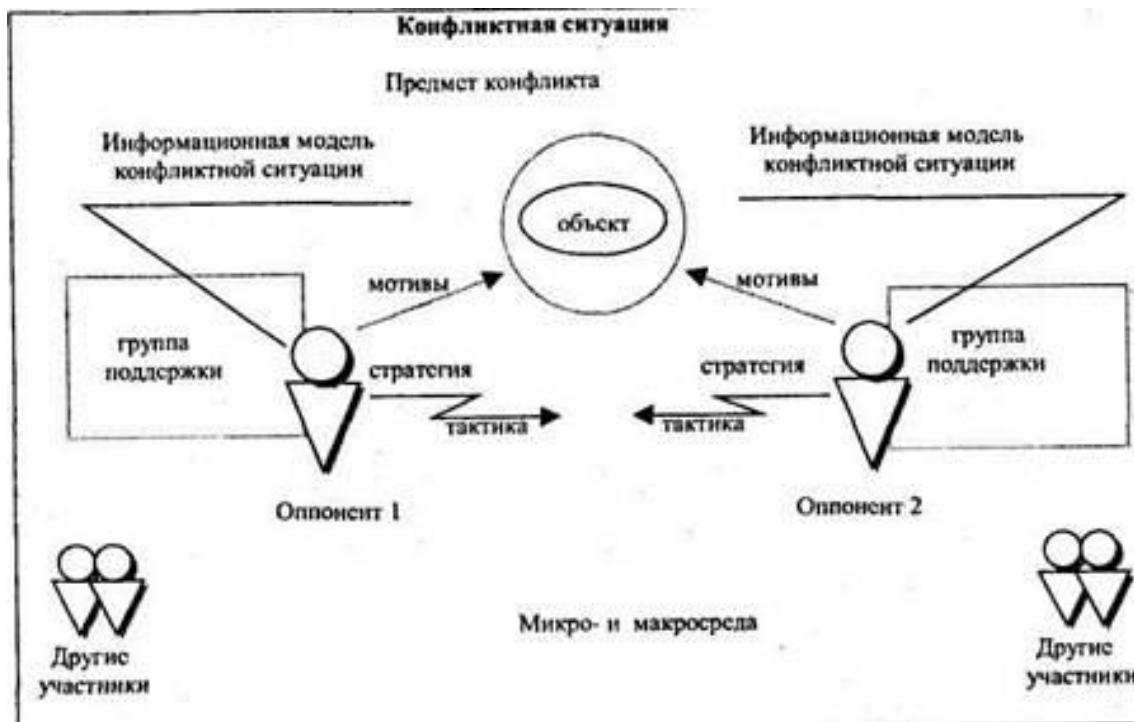 Конфликтная ситуация
Предмет конфликта
Информационная модель
конфликтной ситуации
Информационная модель
конфликтной ситуации
объект
мотивы
мотивы
группа
поддержки
группа
поддержки
стратегия
стратегия
тактика
тактика
Оппонент 1
Оппонент 2
Микро- и макросреда
Другие
участники
Другие
участники